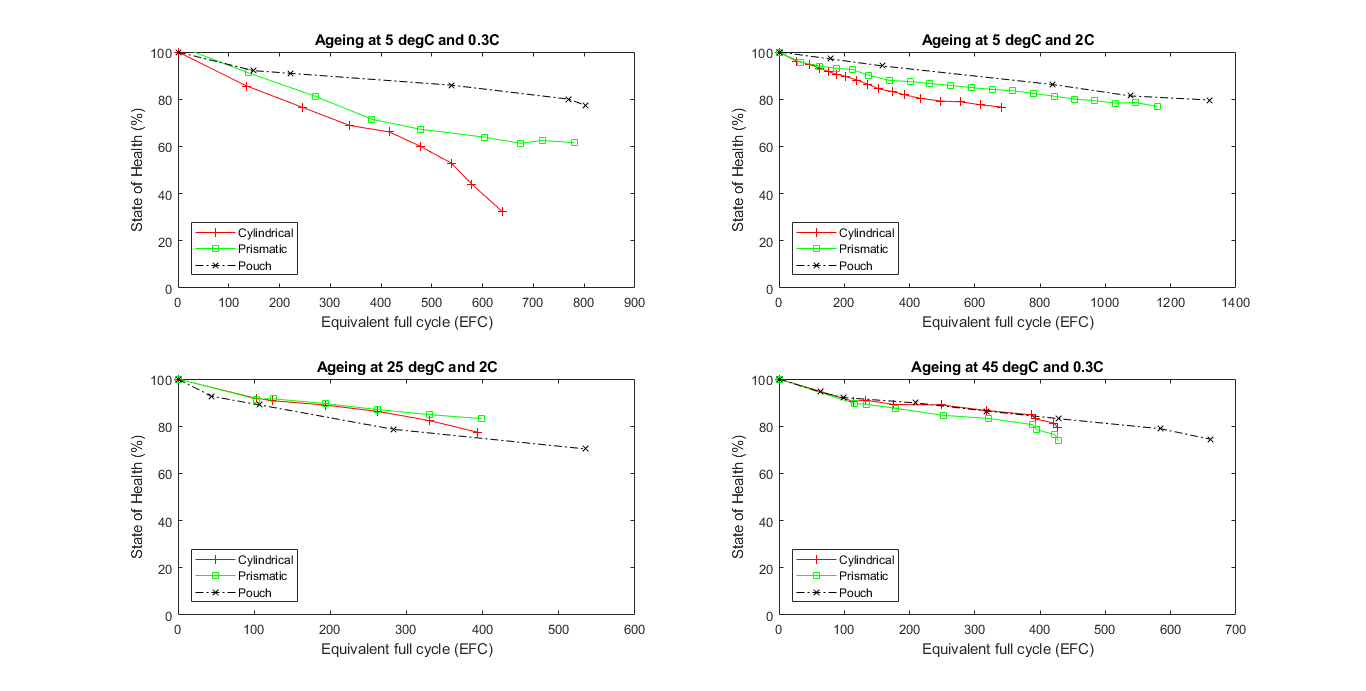 Ageing at 5 degC and 0.3C
State of Health (%)
100
80
60
40
20
0
Cylindrical
Prismatic
Pouch
0 100 200 300 400 500 600 700 800 900
Equivalent full cycle (EFC)
Ageing at 5 degC and 2C
State of Health (%)
100
80
60
40
20
0
Cylindrical
Prismatic
Pouch
0 200 400 600 800 1000 1200 1400
Equivalent full cycle (EFC)
Ageing at 25 degC and 2C
State of Health (%)
100
80
60
40
20
0
Cylindrical
Prismatic
Pouch
0 100 200 300 400 500 600
Equivalent full cycle (EFC)
Ageing at 45 degC and 0.3C
State of Health (%)
100
80
60
40
20
0
Cylindrical
Prismatic
Pouch
0 100 200 300 400 500 600 700
Equivalent full cycle (EFC)